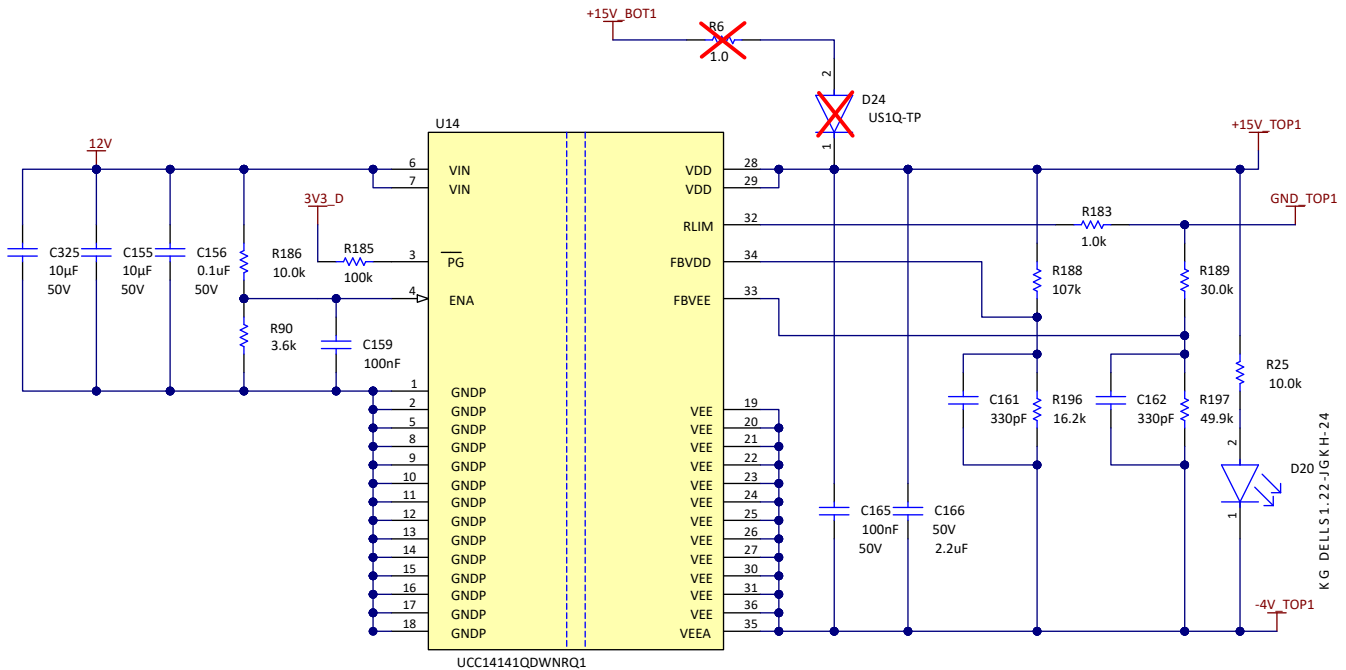 +15V_BOT1
R6
1.0
2
D24
US1Q-TP
1
U14
+15V_TOP1
12V
6
VIN
VDD
28
7
VIN
VDD
29
3V3_D
GND_TOP1
RLIM
32
R183
1.0k
C325
10µF
50V
C155
10µF
50V
C156
0.1uF
50V
R186
10.0k
R185
100k
3
PG
FBVDD
34
R188
107k
R189
30.0k
4
ENA
FBVEE
33
R90
3.6k
C159
100nF
R25
10.0k
1
GNDP
2
GNDP
5
GNDP
8
GNDP
9
GNDP
10
GNDP
11
GNDP
12
GNDP
13
GNDP
14
GNDP
15
GNDP
16
GNDP
17
GNDP
18
GNDP
VEE
19
VEE
20
VEE
21
VEE
22
VEE
23
VEE
24
VEE
25
VEE
26
VEE
27
VEE
30
VEE
31
VEE
36
VEEA
35
C161
330pF
R196
16.2k
C162
330pF
R197
49.9k
2
D20
1
KG DELLS1.22-JGKH-24
C165
100nF
50V
C166
50V
2.2uF
-4V_TOP1
UCC14141QDWNRQ1